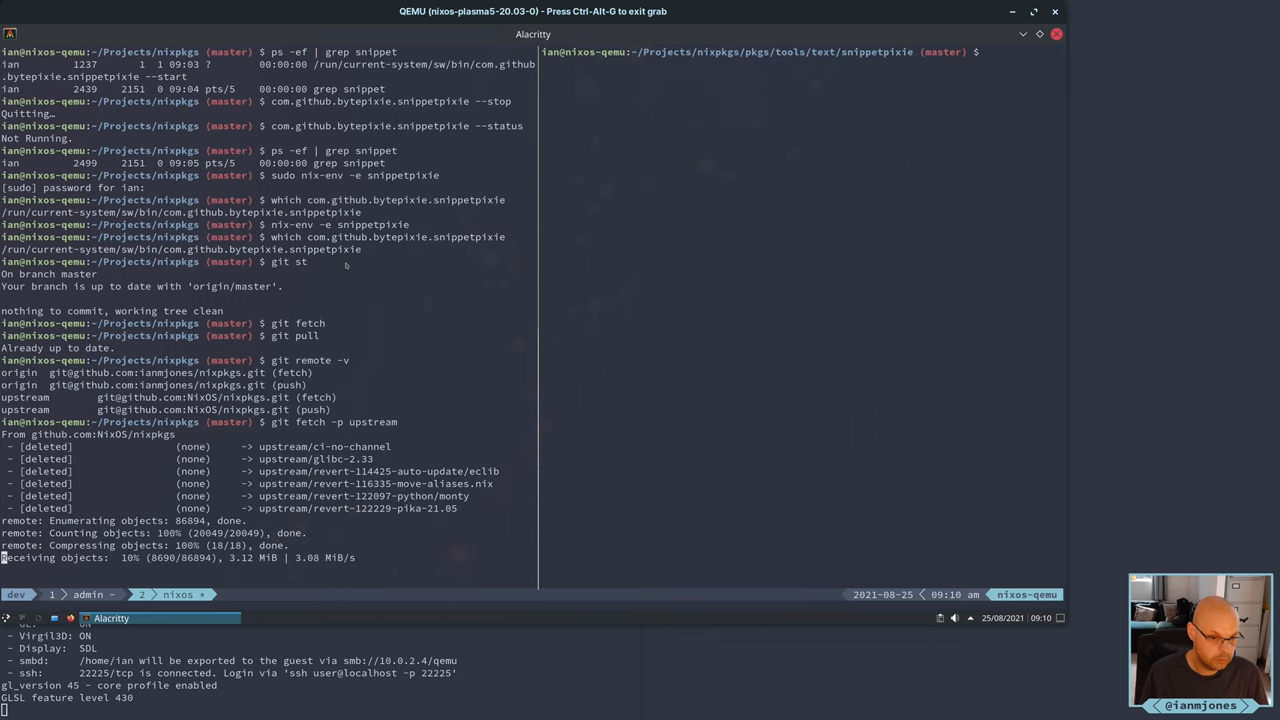 QEMU (nixos-plasma5-20.03-0) - Press Ctrl-Alt-G to exit grab
Alacritty
ian@nixos-qemu:~/Projects/nixpkgs (master) $ ps -ef | grep snippet
ian      1237     1  1 09:03 ?        00:00:00 /run/current-system/sw/bin/com.github
.bytepixie.snippetpixie --start
ian      2439  2151  0 09:04 pts/5    00:00:00 grep snippet
ian@nixos-qemu:~/Projects/nixpkgs (master) $ com.github.bytepixie.snippetpixie --stop
Quitting…
ian@nixos-qemu:~/Projects/nixpkgs (master) $ com.github.bytepixie.snippetpixie --status
Not Running.
ian@nixos-qemu:~/Projects/nixpkgs (master) $ ps -ef | grep snippet
ian      2499  2151  0 09:05 pts/5    00:00:00 grep snippet
ian@nixos-qemu:~/Projects/nixpkgs (master) $ sudo nix-env -e snippetpixie
[sudo] password for ian:
ian@nixos-qemu:~/Projects/nixpkgs (master) $ which com.github.bytepixie.snippetpixie
/run/current-system/sw/bin/com.github.bytepixie.snippetpixie
ian@nixos-qemu:~/Projects/nixpkgs (master) $ nix-env -e snippetpixie
ian@nixos-qemu:~/Projects/nixpkgs (master) $ which com.github.bytepixie.snippetpixie
/run/current-system/sw/bin/com.github.bytepixie.snippetpixie
ian@nixos-qemu:~/Projects/nixpkgs (master) $ git st
On branch master
Your branch is up to date with 'origin/master'.
nothing to commit, working tree clean
ian@nixos-qemu:~/Projects/nixpkgs (master) $ git fetch
ian@nixos-qemu:~/Projects/nixpkgs (master) $ git pull
Already up to date.
ian@nixos-qemu:~/Projects/nixpkgs (master) $ git remote -v
origin  git@github.com:ianmjones/nixpkgs.git (fetch)
origin  git@github.com:ianmjones/nixpkgs.git (push)
upstream        git@github.com:NixOS/nixpkgs.git (fetch)
upstream        git@github.com:NixOS/nixpkgs.git (push)
ian@nixos-qemu:~/Projects/nixpkgs (master) $ git fetch -p upstream
From github.com:NixOS/nixpkgs
 - [deleted]               (none)     -> upstream/ci-no-channel
 - [deleted]               (none)     -> upstream/glibc-2.33
 - [deleted]               (none)     -> upstream/revert-114425-auto-update/eclib
 - [deleted]               (none)     -> upstream/revert-116335-move-aliases.nix
 - [deleted]               (none)     -> upstream/revert-122097-python/monty
 - [deleted]               (none)     -> upstream/revert-122229-pika-21.05
remote: Enumerating objects: 86894, done.
remote: Counting objects: 100% (20049/20049), done.
remote: Compressing objects: 100% (18/18), done.
Receiving objects:  10% (8690/86894), 3.12 MiB | 3.08 MiB/s
ian@nixos-qemu:~/Projects/nixpkgs/pkgs/tools/text/snippetpixie (master) $
dev 1 admin - 2 nixos * 2021-08-25 09:10 am nixos-qemu
Alacritty 25/08/2021 09:10
- GL: ON
- Virgil3D: ON
- Display: SDL
- smbd: /home/ian will be exported to the guest via smb://10.0.2.4/qemu
- ssh: 22225/tcp is connected. Login via 'ssh user@localhost -p 22225'
gl_version 45 - core profile enabled
GLSL feature level 430
@ianmjones